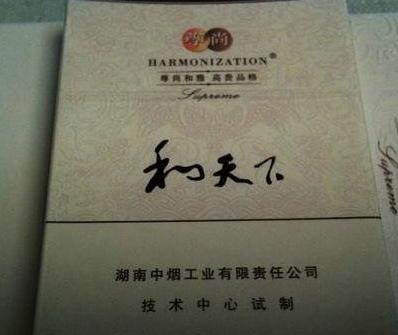 尊尚
HARMONIZATION®
尊尚和雅 高贵品格
Supreme
和天下
湖南中烟工业有限责任公司
技术中心试制
Supreme